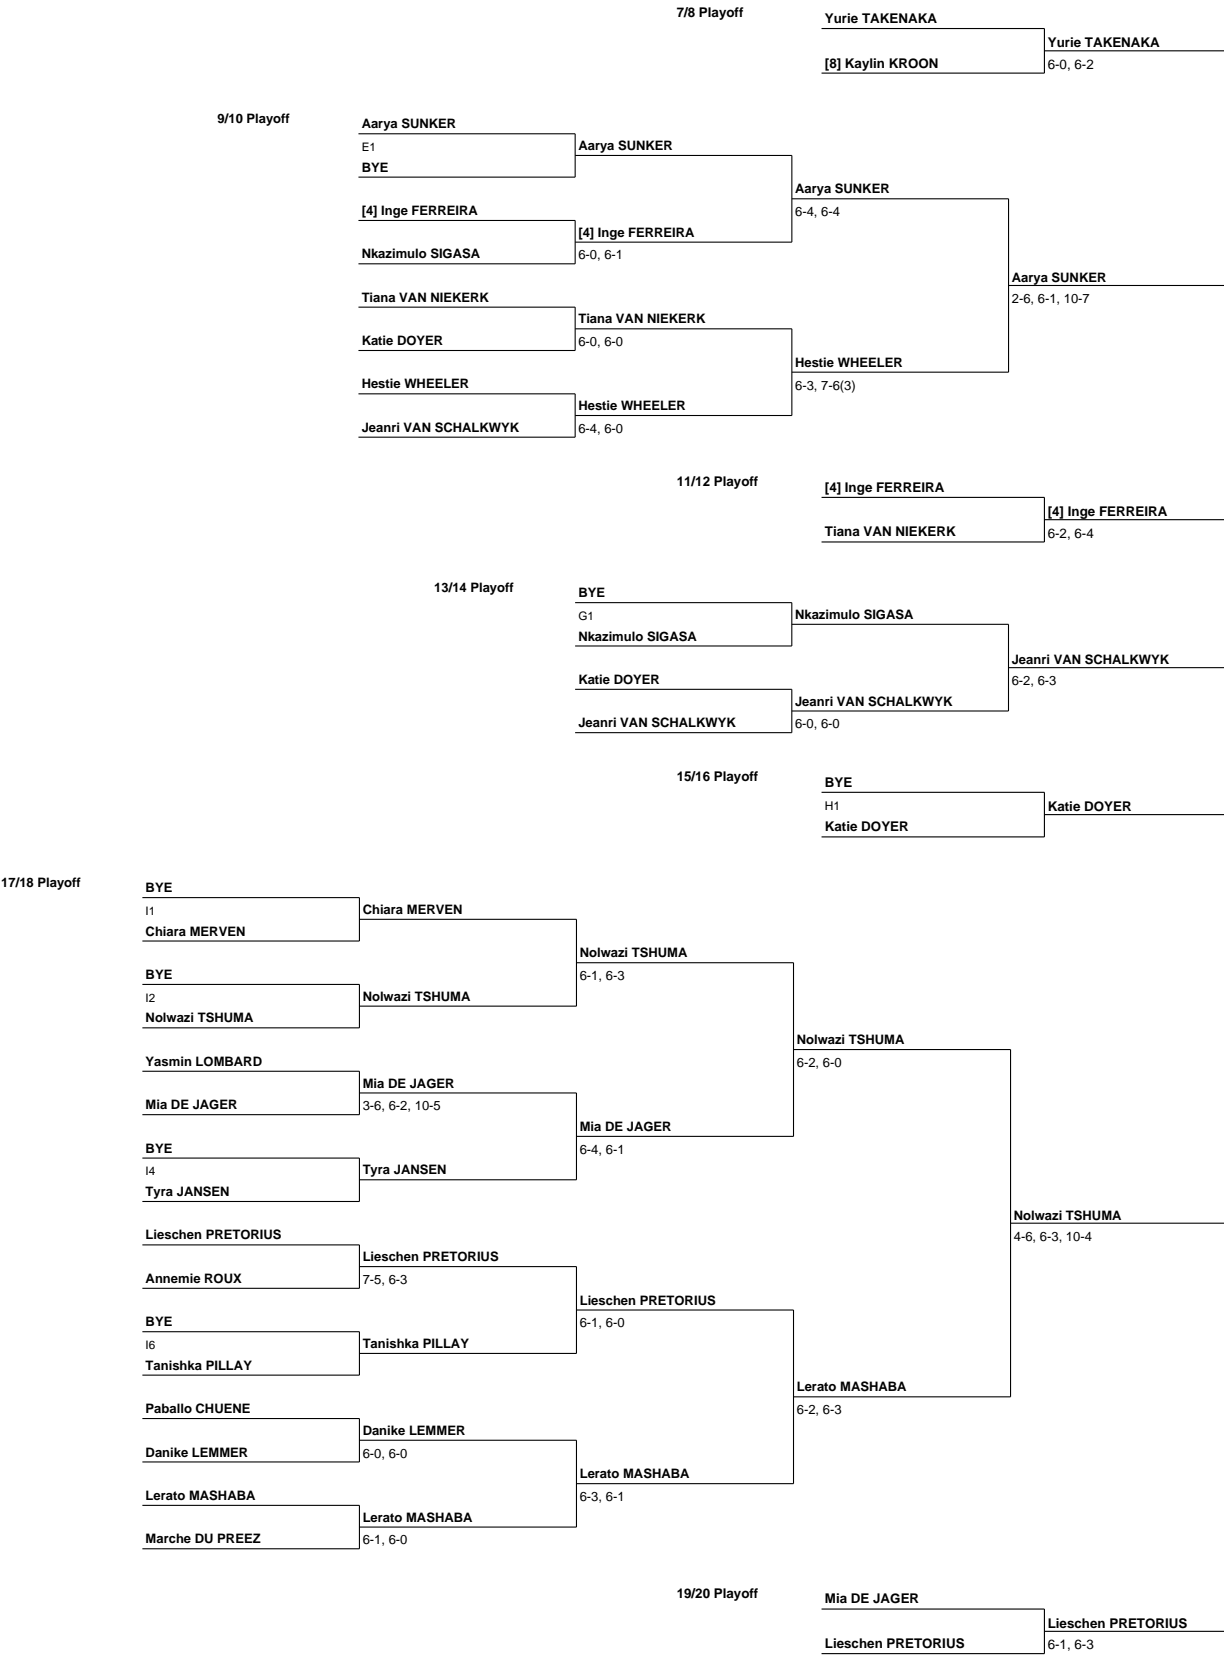 7/8 Playoff
Yurie TAKENAKA
Yurie TAKENAKA
[8] Kaylin KROON
6-0, 6-2
9/10 Playoff
Aarya SUNKER
E1
Aarya SUNKER
BYE
Aarya SUNKER
[4] Inge FERREIRA
6-4, 6-4
[4] Inge FERREIRA
Nkazimulo SIGASA
6-0, 6-1
Aarya SUNKER
2-6, 6-1, 10-7
Tiana VAN NIEKERK
Tiana VAN NIEKERK
Katie DOYER
6-0, 6-0
Hestie WHEELER
6-3, 7-6(3)
Hestie WHEELER
Hestie WHEELER
Jeanri VAN SCHALKWYK
6-4, 6-0
11/12 Playoff
[4] Inge FERREIRA
[4] Inge FERREIRA
Tiana VAN NIEKERK
6-2, 6-4
13/14 Playoff
BYE
G1
Nkazimulo SIGASA
Nkazimulo SIGASA
Jeanri VAN SCHALKWYK
6-2, 6-3
Katie DOYER
Jeanri VAN SCHALKWYK
Jeanri VAN SCHALKWYK
6-0, 6-0
15/16 Playoff
BYE
H1
Katie DOYER
Katie DOYER
17/18 Playoff
BYE
I1
Chiara MERVEN
Chiara MERVEN
Nolwazi TSHUMA
6-1, 6-3
BYE
I2
Nolwazi TSHUMA
Nolwazi TSHUMA
Nolwazi TSHUMA
6-2, 6-0
Yasmin LOMBARD
Mia DE JAGER
Mia DE JAGER
3-6, 6-2, 10-5
Mia DE JAGER
6-4, 6-1
BYE
I4
Tyra JANSEN
Tyra JANSEN
Nolwazi TSHUMA
4-6, 6-3, 10-4
Lieschen PRETORIUS
Lieschen PRETORIUS
Annemie ROUX
7-5, 6-3
Lieschen PRETORIUS
6-1, 6-0
BYE
I6
Tanishka PILLAY
Tanishka PILLAY
Lerato MASHABA
6-2, 6-3
Paballo CHUENE
Danike LEMMER
Danike LEMMER
6-0, 6-0
Lerato MASHABA
6-3, 6-1
Lerato MASHABA
Lerato MASHABA
Marche DU PREEZ
6-1, 6-0
19/20 Playoff
Mia DE JAGER
Lieschen PRETORIUS
Lieschen PRETORIUS
6-1, 6-3